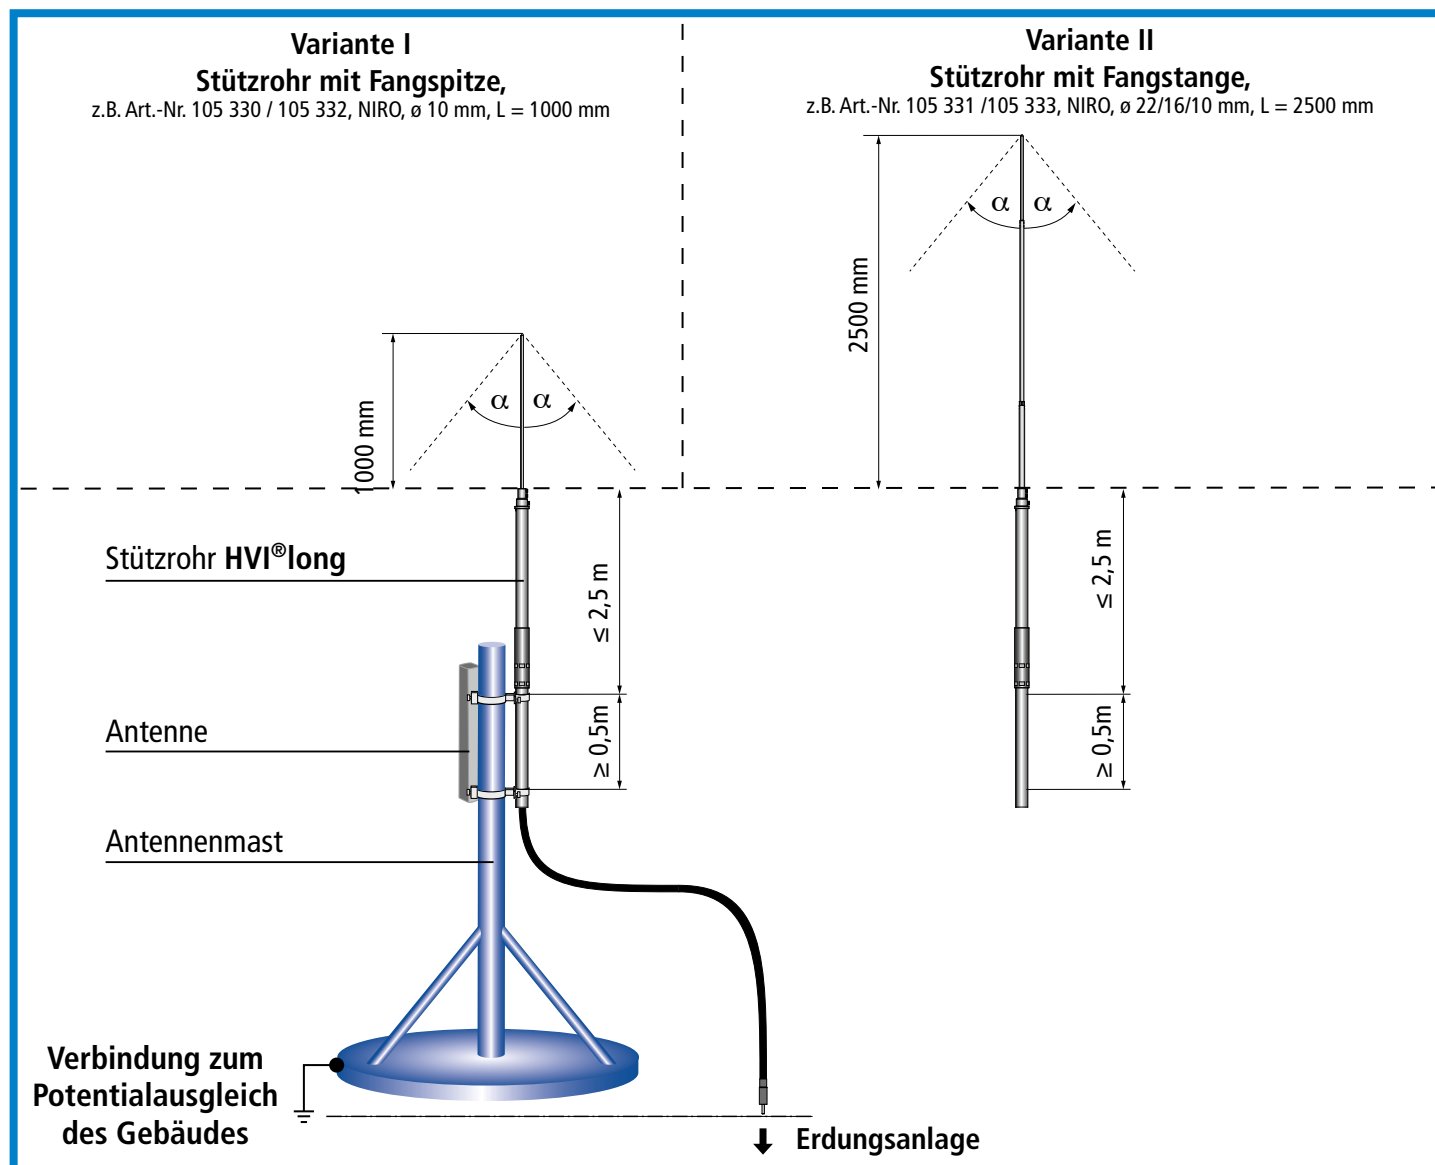 Variante I
Stützrohr mit Fangspitze,
z.B. Art.-Nr. 105 330 / 105 332, NIRO, ø 10 mm, L = 1000 mm
Variante II
Stützrohr mit Fangstange,
z.B. Art.-Nr. 105 331 /105 333, NIRO, ø 22/16/10 mm, L = 2500 mm
α α
2500 mm
α α
1000 mm
Stützrohr HVI®long
≤ 2,5 m
≤ 2,5 m
Antenne
≥ 0,5m
≥ 0,5m
Antennenmast
Verbindung zum
Potentialausgleich
des Gebäudes
Erdungsanlage